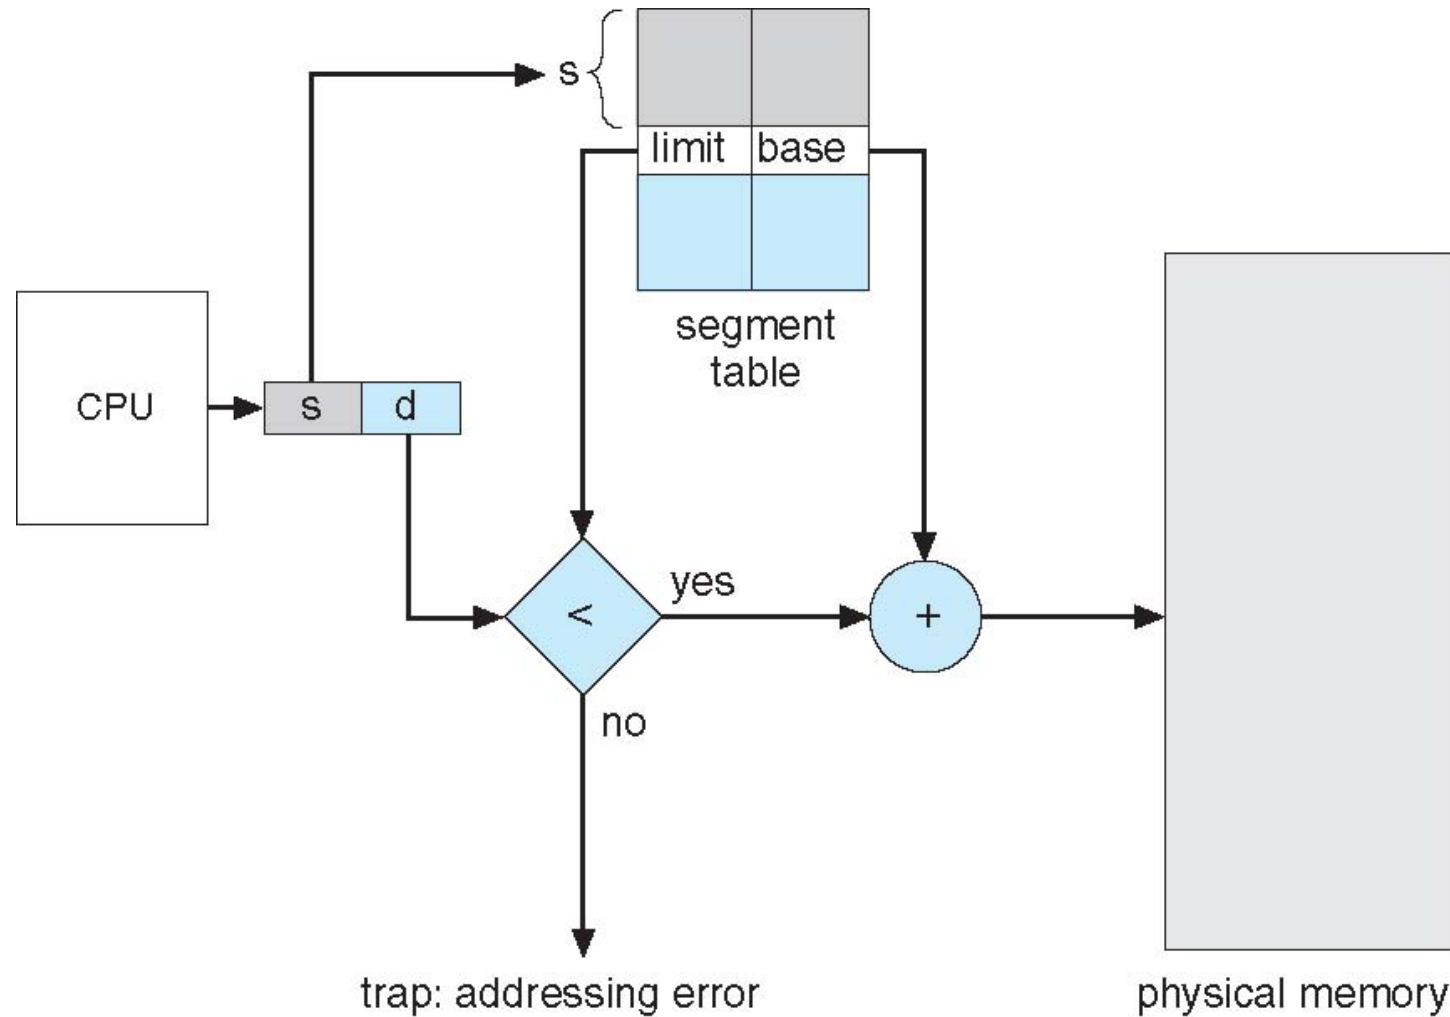 s
limit base
segment
table
CPU
s d
yes
<
+
no
trap: addressing error
physical memory